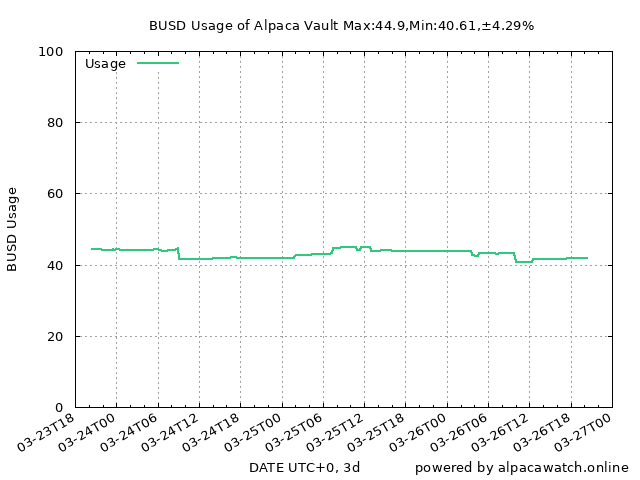 BUSD Usage of Alpaca Vault Max:44.9,Min:40.61,±4.29%
100
Usage
80
60
BUSD Usage
40
20
0
03-23T18 03-24T00 03-24T06 03-24T12 03-24T18 03-25T00 03-25T06 03-25T12 03-25T18 03-26T00 03-26T06 03-26T12 03-26T18 03-27T00
DATE UTC+0, 3d powered by alpacawatch.online